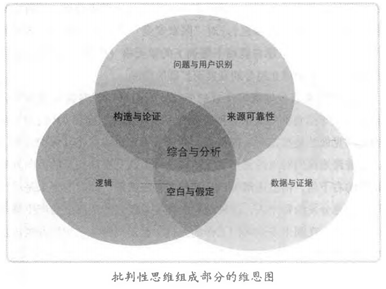 问题与用户识别
构造与论证
来源可靠性
综合与分析
逻辑
空白与假定
数据与证据
批判性思维组成部分的维恩图